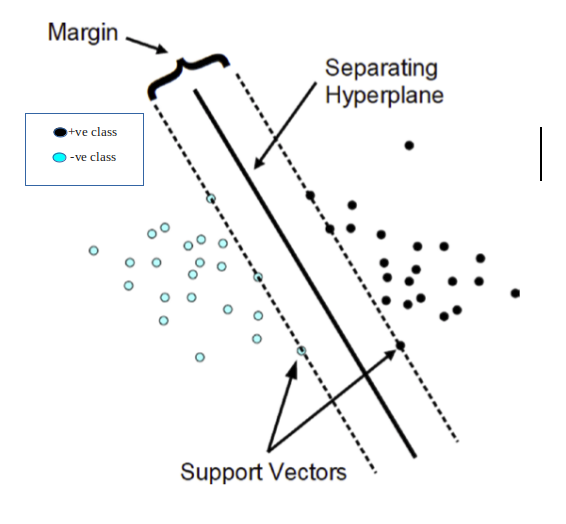 Margin
Separating
Hyperplane
+ve class
-ve class
Support Vectors